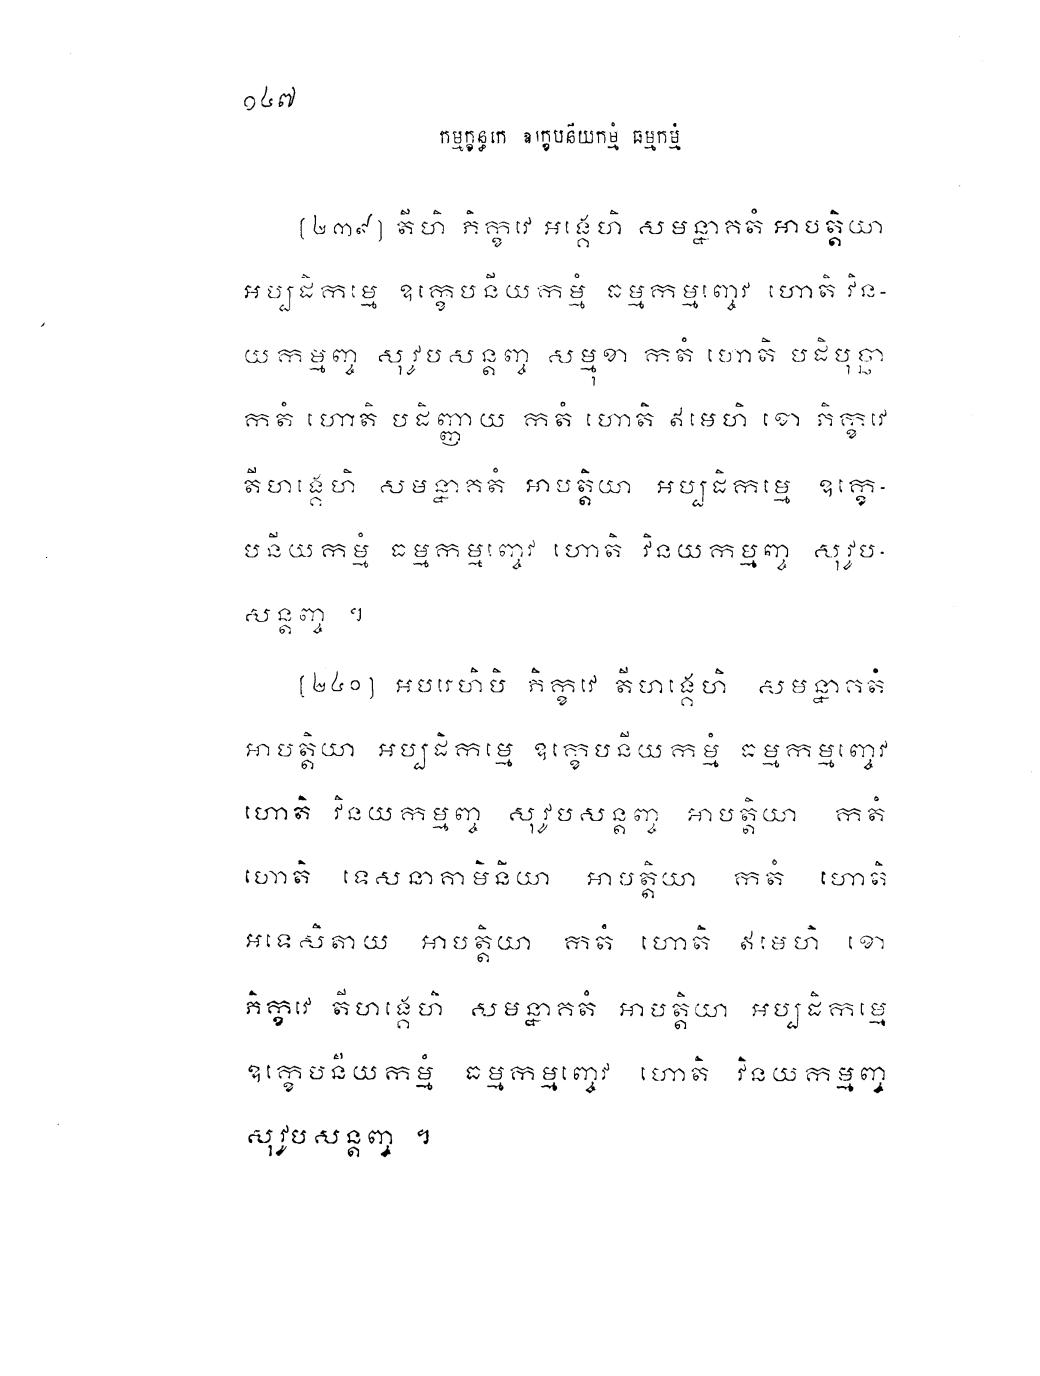 ១៤៧
កម្មក្ខន្ធកេ ឧក្ខេបនីយកម្មំ ធម្មកម្មំ
[២៣៩] តីហិ ភិក្ខវេ អង្គេហិ សមន្នាគតំ អាបត្តិយា
អប្បដិកម្មេ ឧក្ខេបនីយកម្មំ ធម្មកម្មញ្ចេវ ហោតិ វិន-
យកម្មញ្ច សុវូបសន្តញ្ច សម្មុខា កតំ ហោតិ បដិបុច្ឆា
កតំ ហោតិ បដិញ្ញាយ កតំ ហោតិ ឥមេហិ ខោ ភិក្ខវេ
តីហង្គេហិ សមន្នាគតំ អាបត្តិយា អប្បដិកម្មេ ឧក្ខេ-
បនីយកម្មំ ធម្មកម្មញ្ចេវ ហោតិ វិនយកម្មញ្ច សុវូប-
សន្តញ្ច ។
[២៤០] អបរេហិបិ ភិក្ខវេ តីហង្គេហិ សមន្នាគតំ
អាបត្តិយា អប្បដិកម្មេ ឧក្ខេបនីយកម្មំ ធម្មកម្មញ្ចេវ
ហោតិ វិនយកម្មញ្ច សុវូបសន្តញ្ច អាបត្តិយា កតំ
ហោតិ ទេសនាគាមិនិយា អាបត្តិយា កតំ ហោតិ
អទេសិតាយ អាបត្តិយា កតំ ហោតិ ឥមេហិ ខោ
ភិក្ខវេ តីហង្គេហិ សមន្នាគតំ អាបត្តិយា អប្បដិកម្មេ
ឧក្ខេបនីយកម្មំ ធម្មកម្មញ្ចេវ ហោតិ វិនយកម្មញ្ច
សុវូបសន្តញ្ច ។